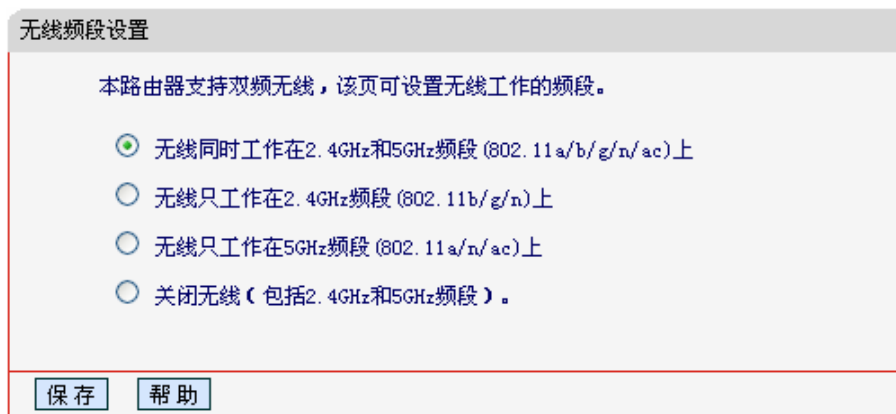 无线频段设置
本路由器支持双频无线，该页可设置无线工作的频段。
无线同时工作在2.4GHz和5GHz频段(802.11a/b/g/n/ac)上
无线只工作在2.4GHz频段(802.11b/g/n)上
无线只工作在5GHz频段(802.11a/n/ac)上
关闭无线（包括2.4GHz和5GHz频段）。
保存 帮助